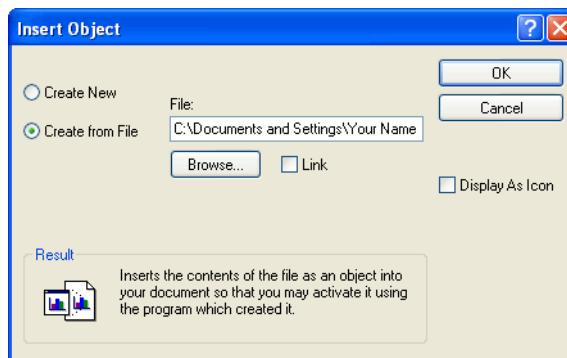 Insert Object
Create New
Create from File
File:
C:\Documents and Settings\Your Name
Browse...
Link
OK
Cancel
Display As Icon
Result
Inserts the contents of the file as an object into
your document so that you may activate it using
the program which created it.